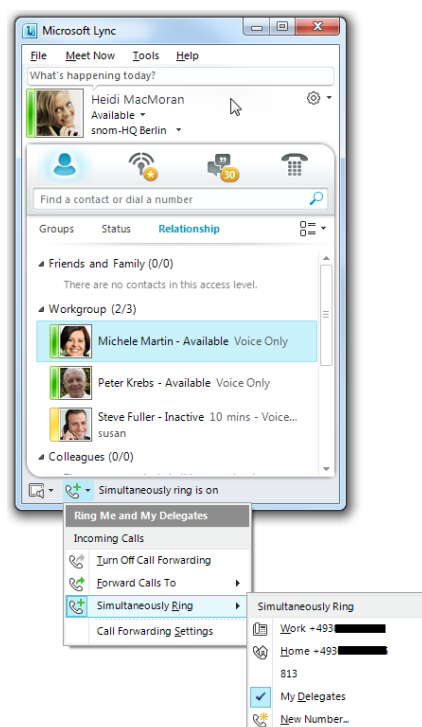 Microsoft Lync
File Meet Now Tools Help
What's happening today?
Heidi MacMoran
Available
snom-HQ Berlin
30
Find a contact or dial a number
Groups Status Relationship
Friends and Family (0/0)
There are no contacts in this access level.
Workgroup (2/3)
Michele Martin - Available Voice Only
Peter Krebs - Available Voice Only
Steve Fuller - Inactive 10 mins - Voice...
susan
Colleagues (0/0)
Simultaneously ring is on
Ring Me and My Delegates
Incoming Calls
Turn Off Call Forwarding
Forward Calls To
Simultaneously Ring
Call Forwarding Settings
Simultaneously Ring
Work +493
Home +493
813
My Delegates
New Number...